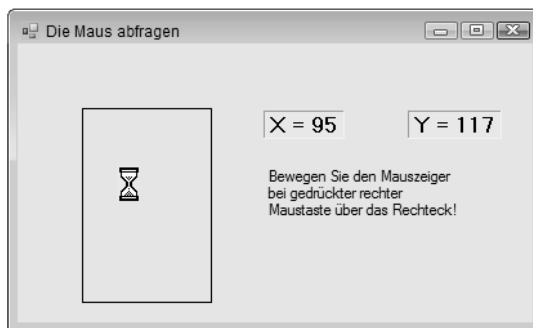 Die Maus abfragen
X = 95
Y = 117
Bewegen Sie den Mauszeiger
bei gedrückter rechter
Maustaste über das Rechteck!